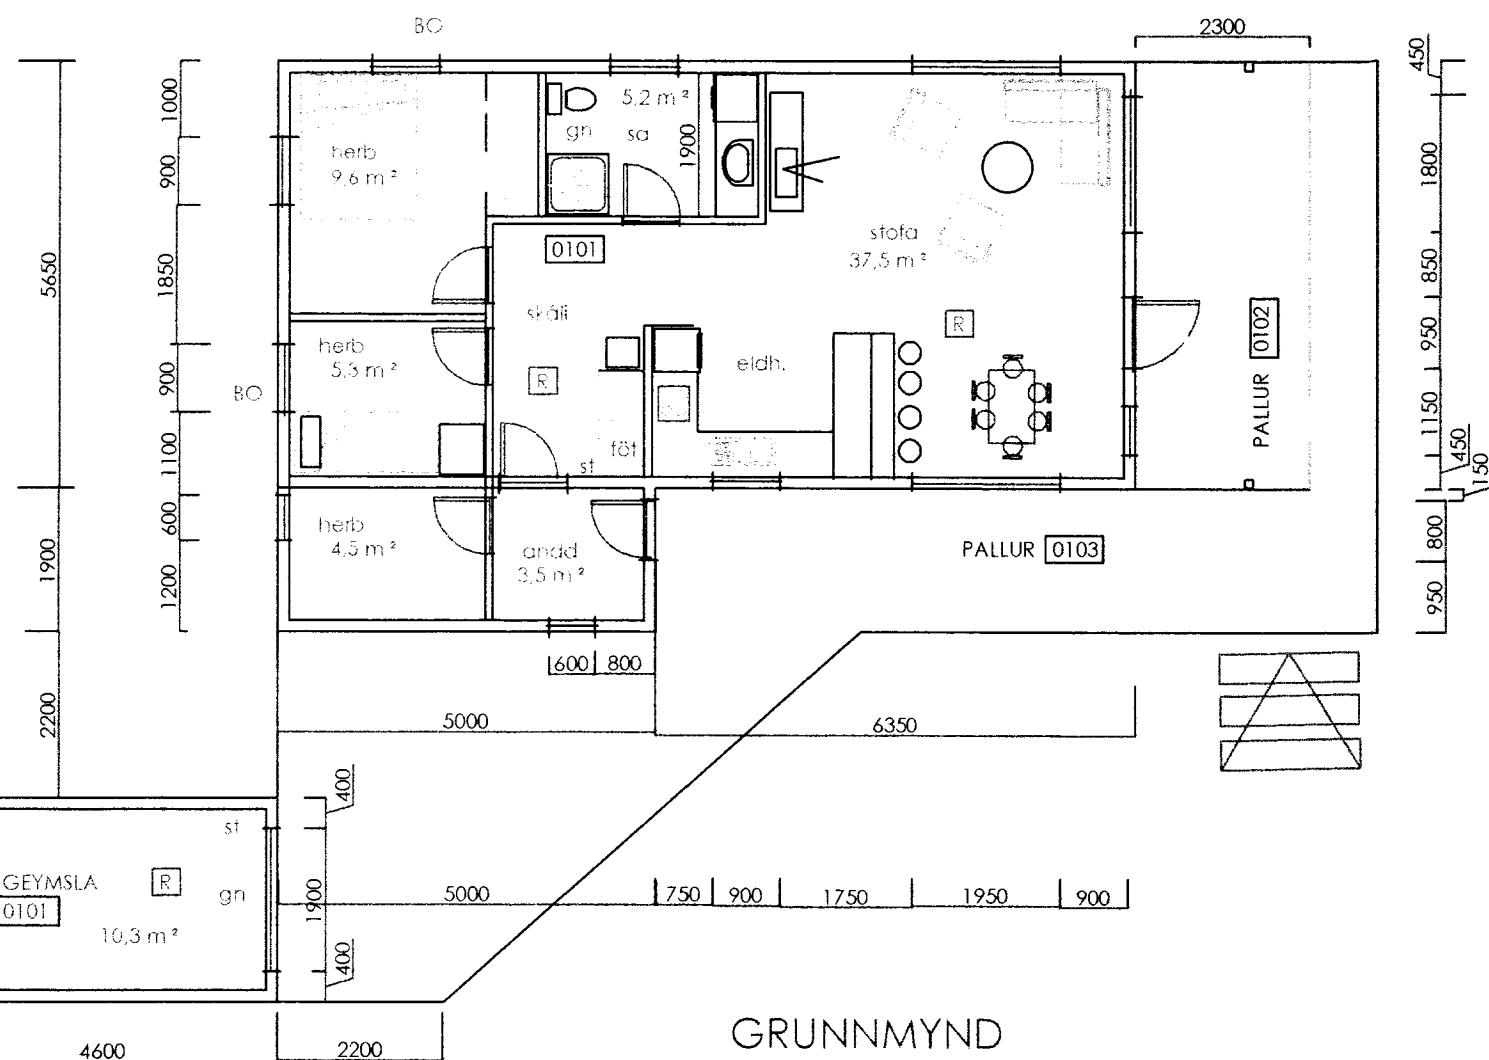 BO
2300
450
1000
900
1850
900
1100
600
1200
5650
1900
2200
herb
9,6 m²
gn
sa
5,2 m²
1900
0101
skáli
stofa
37,5 m²
R
herb
5,3 m²
BO
R
eldh.
föt
st
herb
4,5 m²
andd
3,5 m²
PALLUR 0102
PALLUR 0103
1800
850
950
1150
450
150
800
950
600 800
5000
6350
400
1900
400
st
GEYMSLA
R
gn
0101
10,3 m²
5000
750 900 1750 1950 900
4600
2200
GRUNNMYND